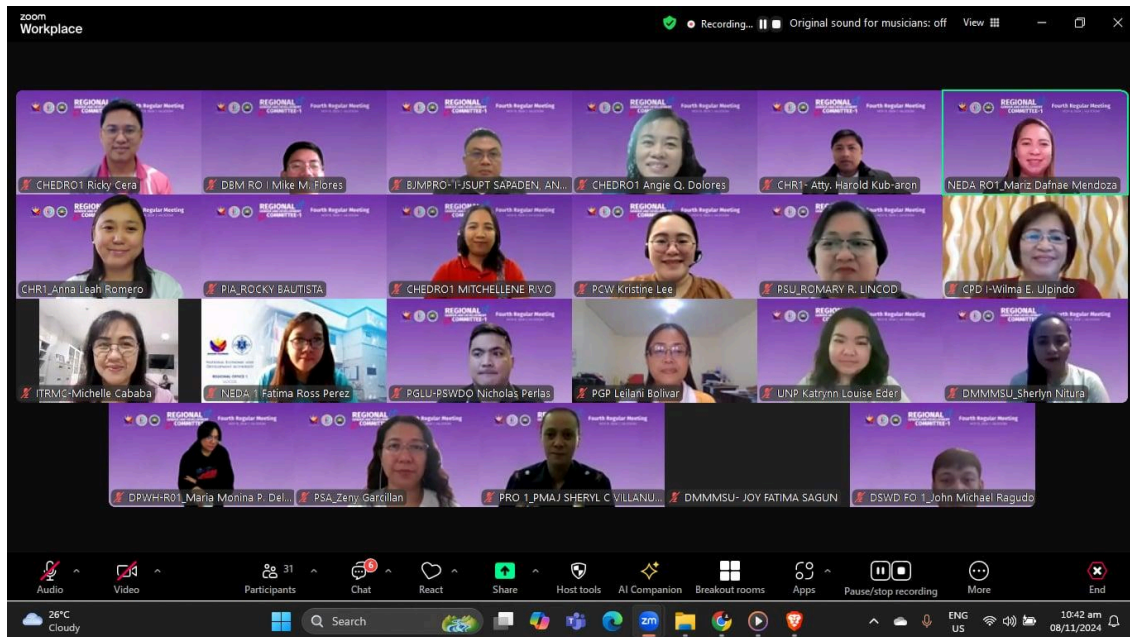 zoom
Workplace
Recording...
Original sound for musicians: off
View
REGIONAL
COMMITTEE-1
Fourth Regular Meeting
CHEDRO1 Ricky Cera
DBM RO I Mike M. Flores
BJMPRO-I-JSUPT SAPADEN, AN...
CHEDRO1 Angie Q. Dolores
CHR1- Atty. Harold Kub-aron
NEDA RO1_Mariz Dafnae Mendoza
CHR1_Anna Leah Romero
PIA_ROCKY BAUTISTA
CHEDRO1 MITCHELLENE RIVO
PCW Kristine Lee
PSU_ROMARY R. LINCOD
CPD I-Wilma E. Ulpindo
ITRMC-Michelle Cababa
NEDA 1 Fatima Ross Perez
PGLU-PSWDO Nicholas Perlas
PGP Leilani Bolivar
UNP Katrynn Louise Eder
DMMMSU_Sherlyn Nitura
DPWH-R01_Maria Monina P. Del...
PSA_Zeny Garcillan
PRO 1_PMAJ SHERYL C VILLANU...
DMMMSU- JOY FATIMA SAGUN
DSWD FO 1_John Michael Ragudo
Audio
Video
Participants
31
Chat
6
React
Share
Host tools
AI Companion
Breakout rooms
Apps
Pause/stop recording
More
End
26°C
Cloudy
Search
zm
ENG
US
10:42 am
08/11/2024